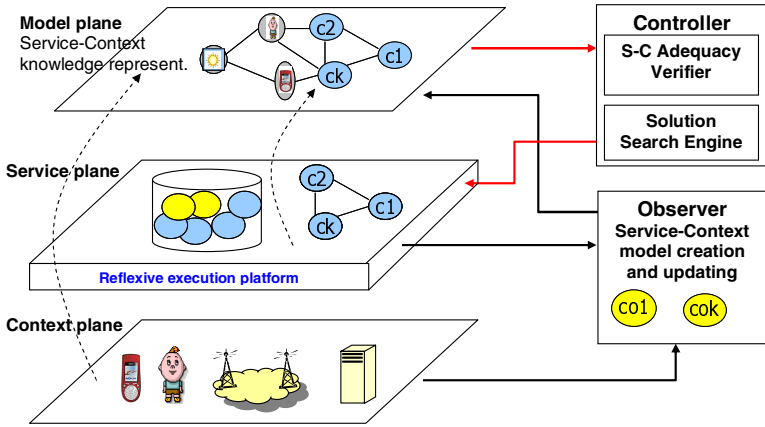 Model plane
Service-Context
knowledge represent.
c2
c1
ck
Controller
S-C Adequacy
Verifier
Solution
Search Engine
Service plane
c2
c1
ck
Reflexive execution platform
Observer
Service-Context
model creation
and updating
co1
cok
Context plane
NOKIA